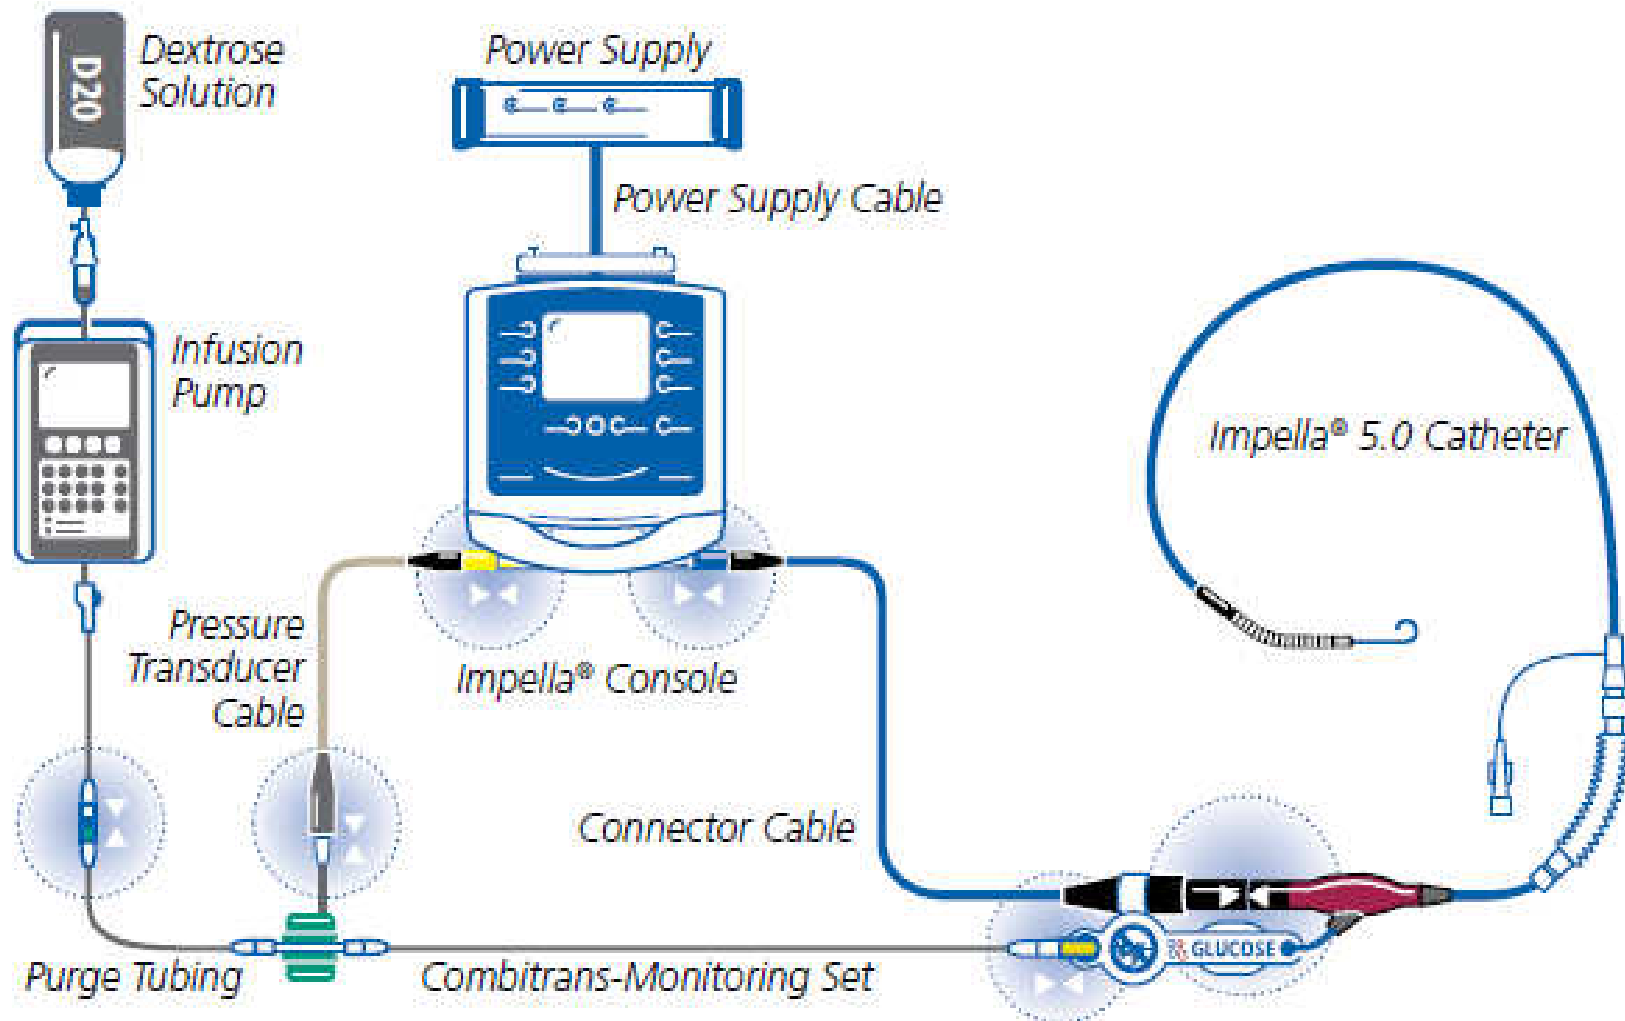 Dextrose
Solution
D20
Power Supply
Power Supply Cable
Infusion
Pump
Impella® 5.0 Catheter
Pressure
Transducer
Cable
Impella® Console
Connector Cable
GLUCOSE
Purge Tubing
Combitrans-Monitoring Set